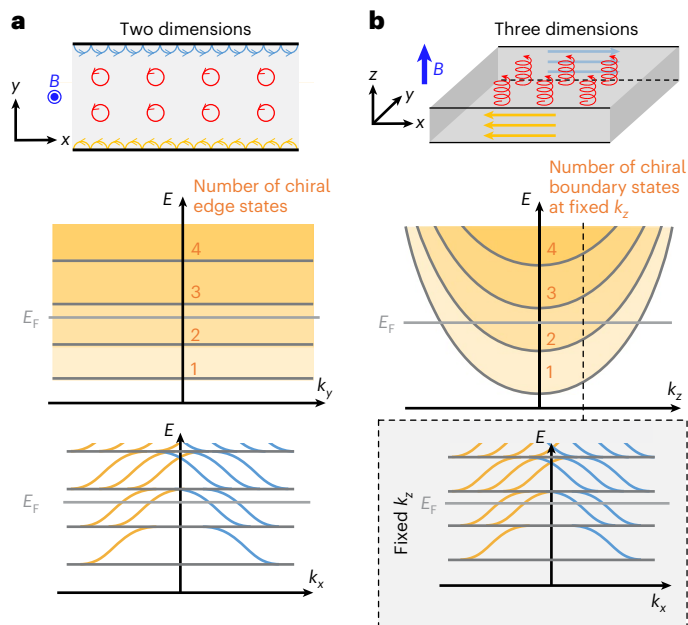 a
Two dimensions
B
y
x
Number of chiral
edge states
E
4
3
E_F
2
1
k_y
E
E_F
k_x
b
Three dimensions
B
z
y
x
Number of chiral
boundary states
at fixed k_z
E
4
3
E_F
2
1
k_z
E
E_F
Fixed k_z
k_x